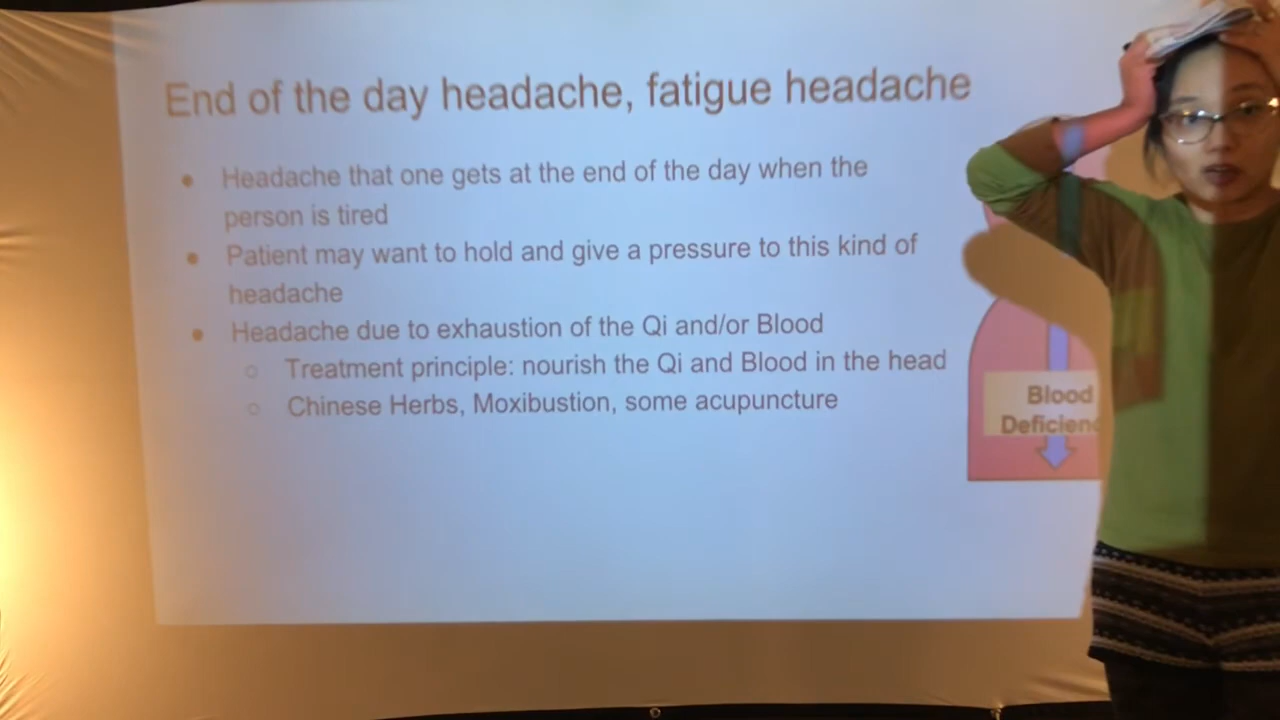 End of the day headache, fatigue headache
Headache that one gets at the end of the day when the
person is tired
Patient may want to hold and give a pressure to this kind of
headache
Headache due to exhaustion of the Qi and/or Blood
Treatment principle: nourish the Qi and Blood in the head
Chinese Herbs, Moxibustion, some acupuncture
Blood
Deficienc